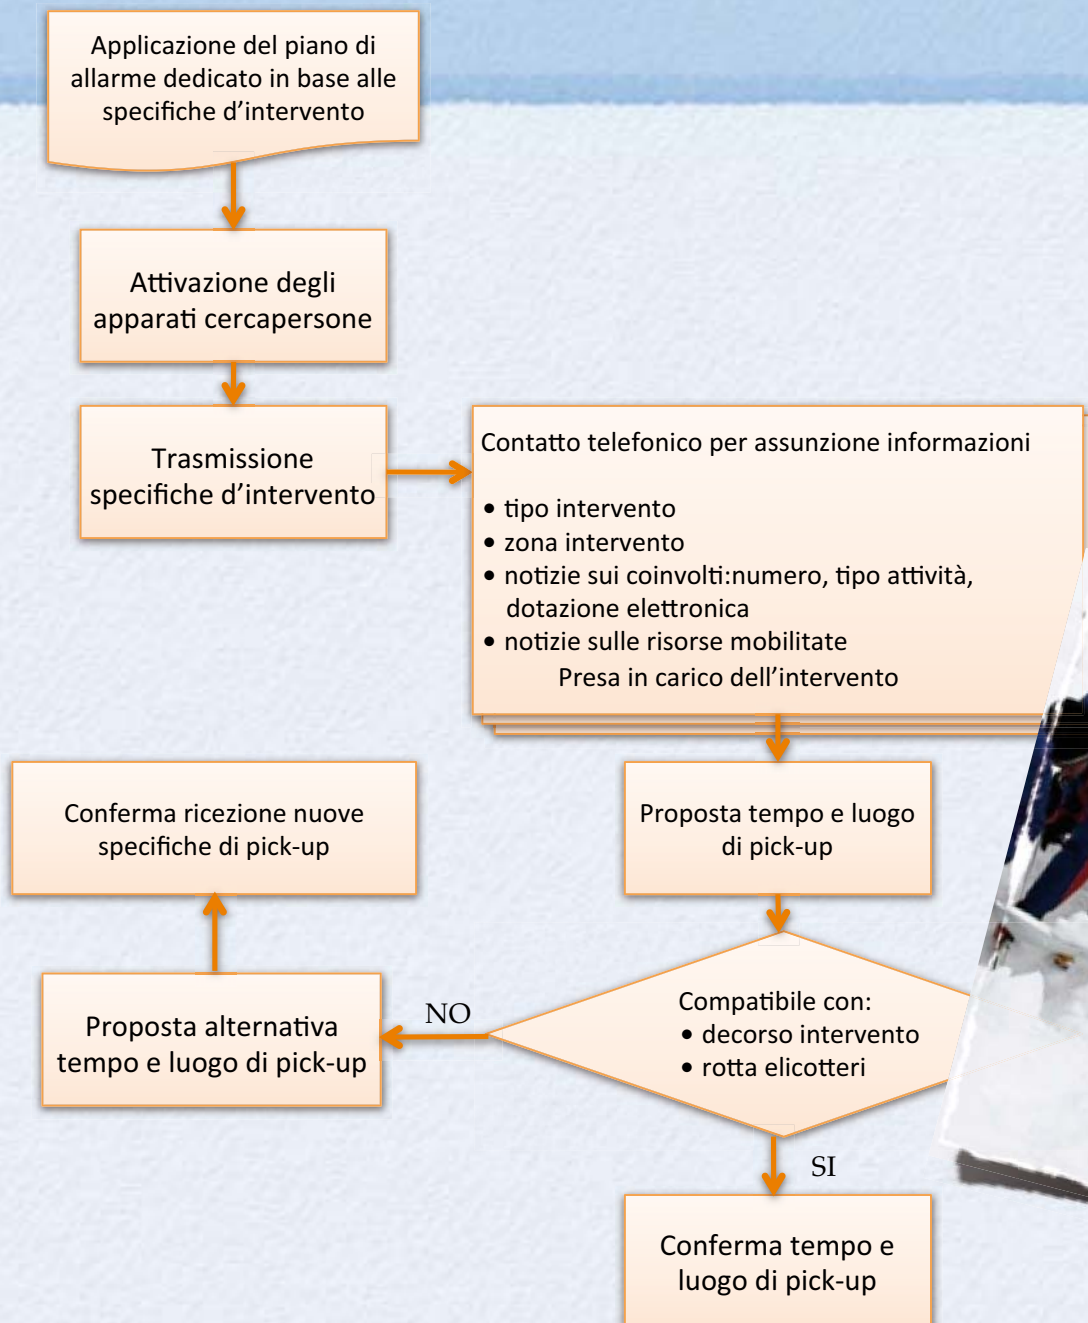 Applicazione del piano di
allarme dedicato in base alle
specifiche d'intervento
Attivazione degli
apparati cercapersone
Trasmissione
specifiche d'intervento
Contatto telefonico per assunzione informazioni
• tipo intervento
• zona intervento
• notizie sui coinvolti:numero, tipo attività,
dotazione elettronica
• notizie sulle risorse mobilitate
Presa in carico dell'intervento
Proposta tempo e luogo
di pick-up
Compatibile con:
• decorso intervento
• rotta elicotteri
NO
Proposta alternativa
tempo e luogo di pick-up
Conferma ricezione nuove
specifiche di pick-up
SI
Conferma tempo e
luogo di pick-up